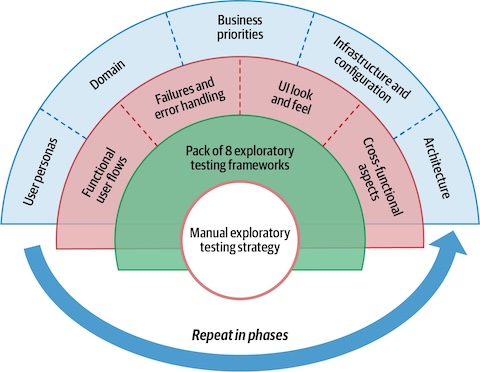 User personas
Domain
Business
priorities
Infrastructure and
configuration
Architecture
Functional
user flows
Failures and
error handling
UI look
and feel
Cross-functional
aspects
Pack of 8 exploratory
testing frameworks
Manual exploratory
testing strategy
Repeat in phases